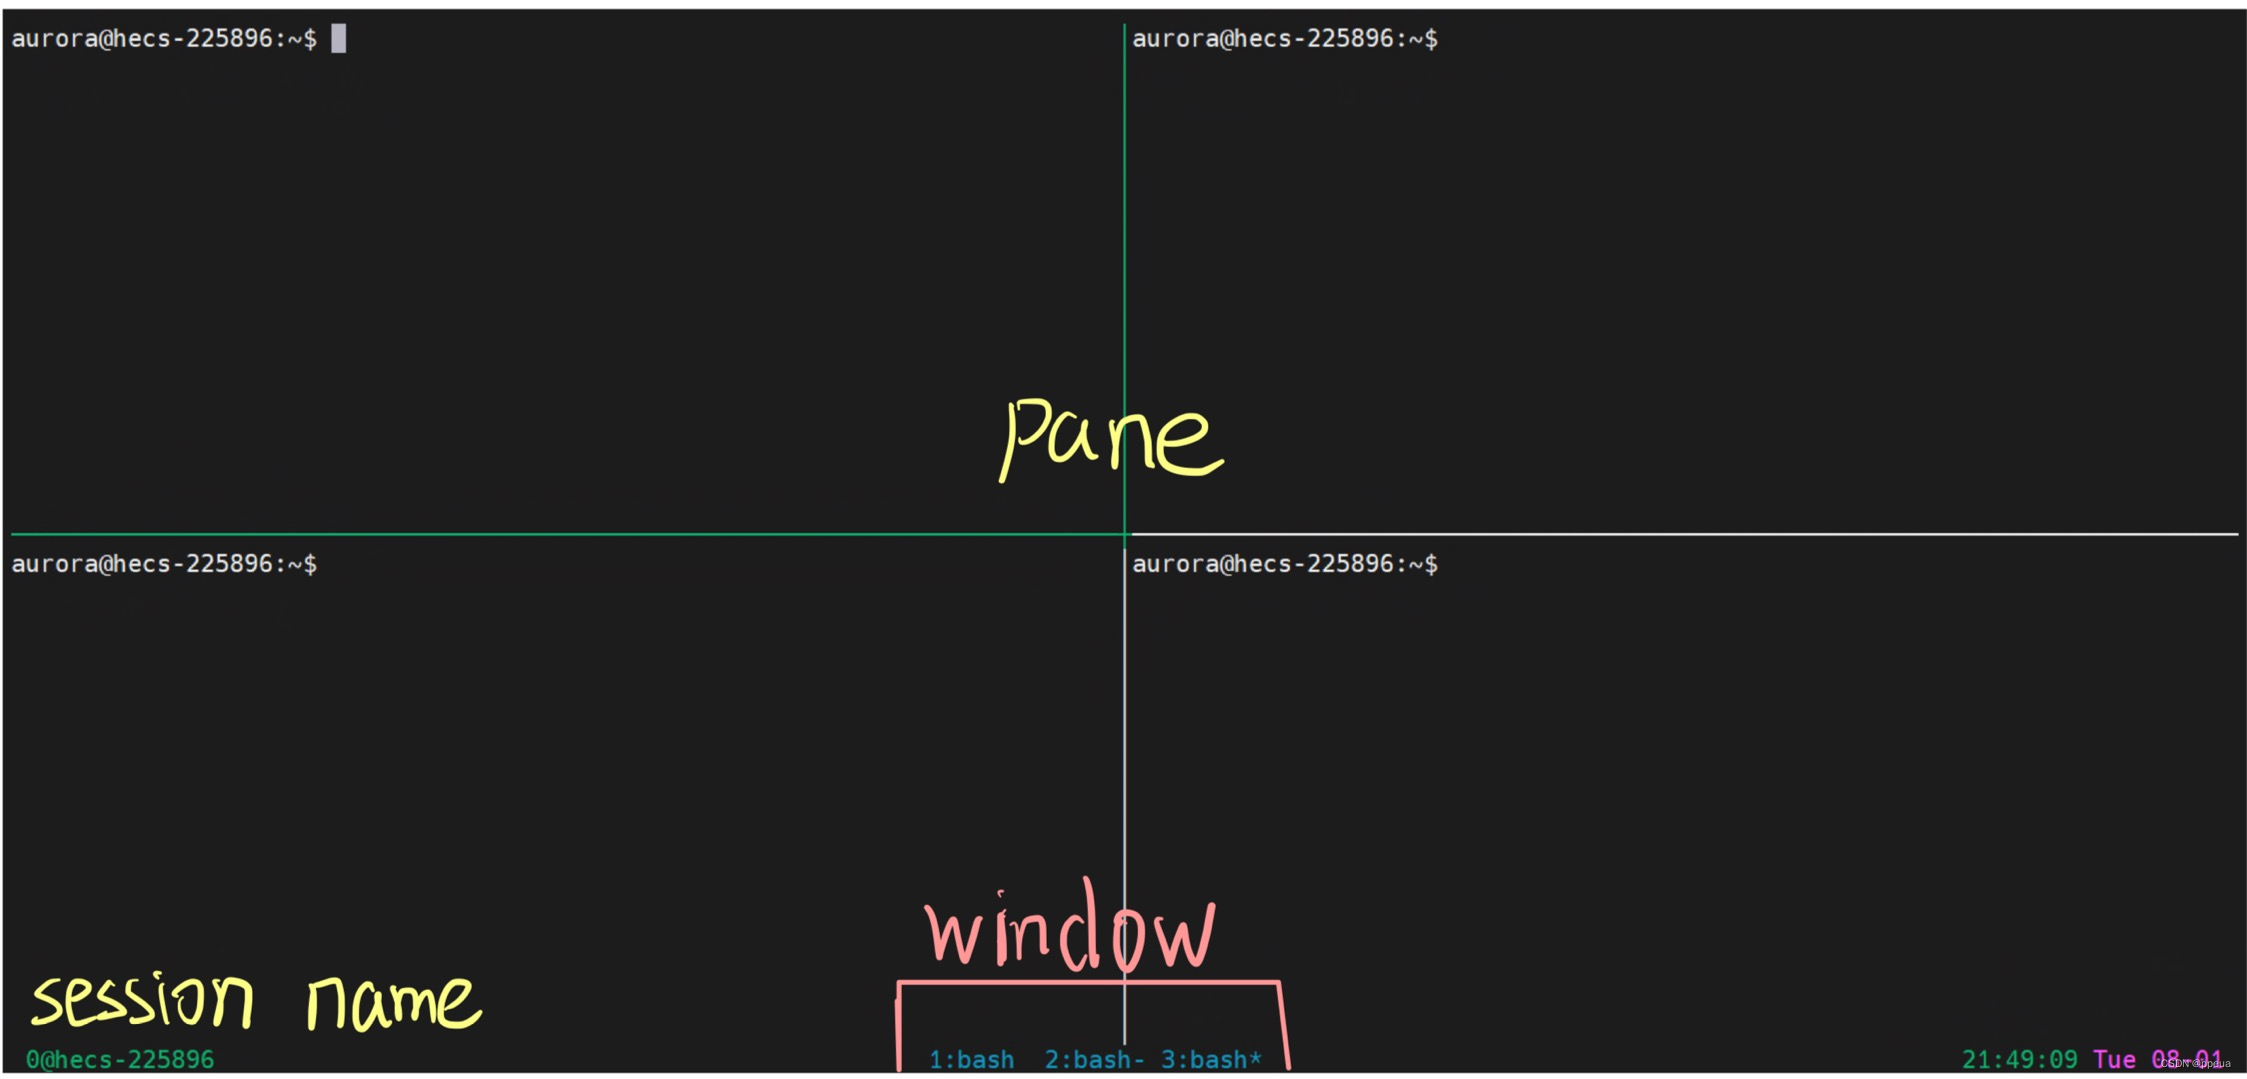 aurora@hecs-225896:~$ aurora@hecs-225896:~$
pane
aurora@hecs-225896:~$ aurora@hecs-225896:~$
window
session name
0@hecs-225896 1:bash 2:bash- 3:bash* 21:49:09 Tue 08-01
CSDN @ppgua